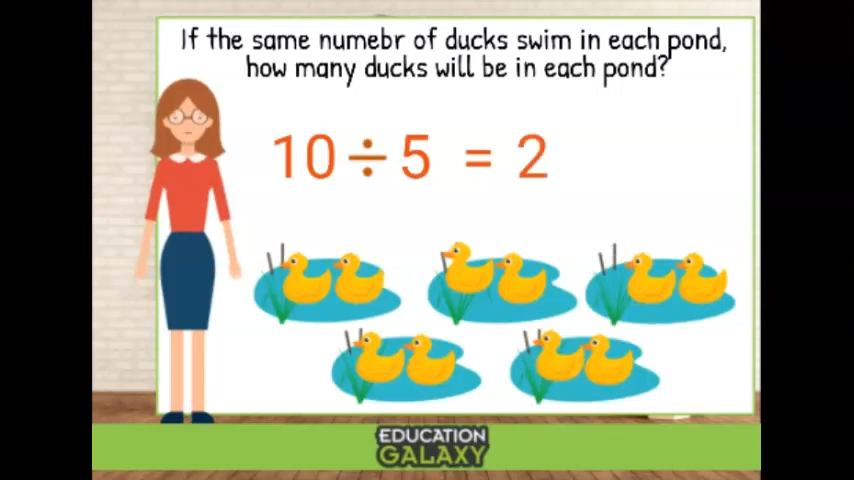 If the same numebr of ducks swim in each pond,
how many ducks will be in each pond?
10 ÷ 5 = 2
EDUCATION
GALAXY